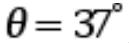 θ = 37°